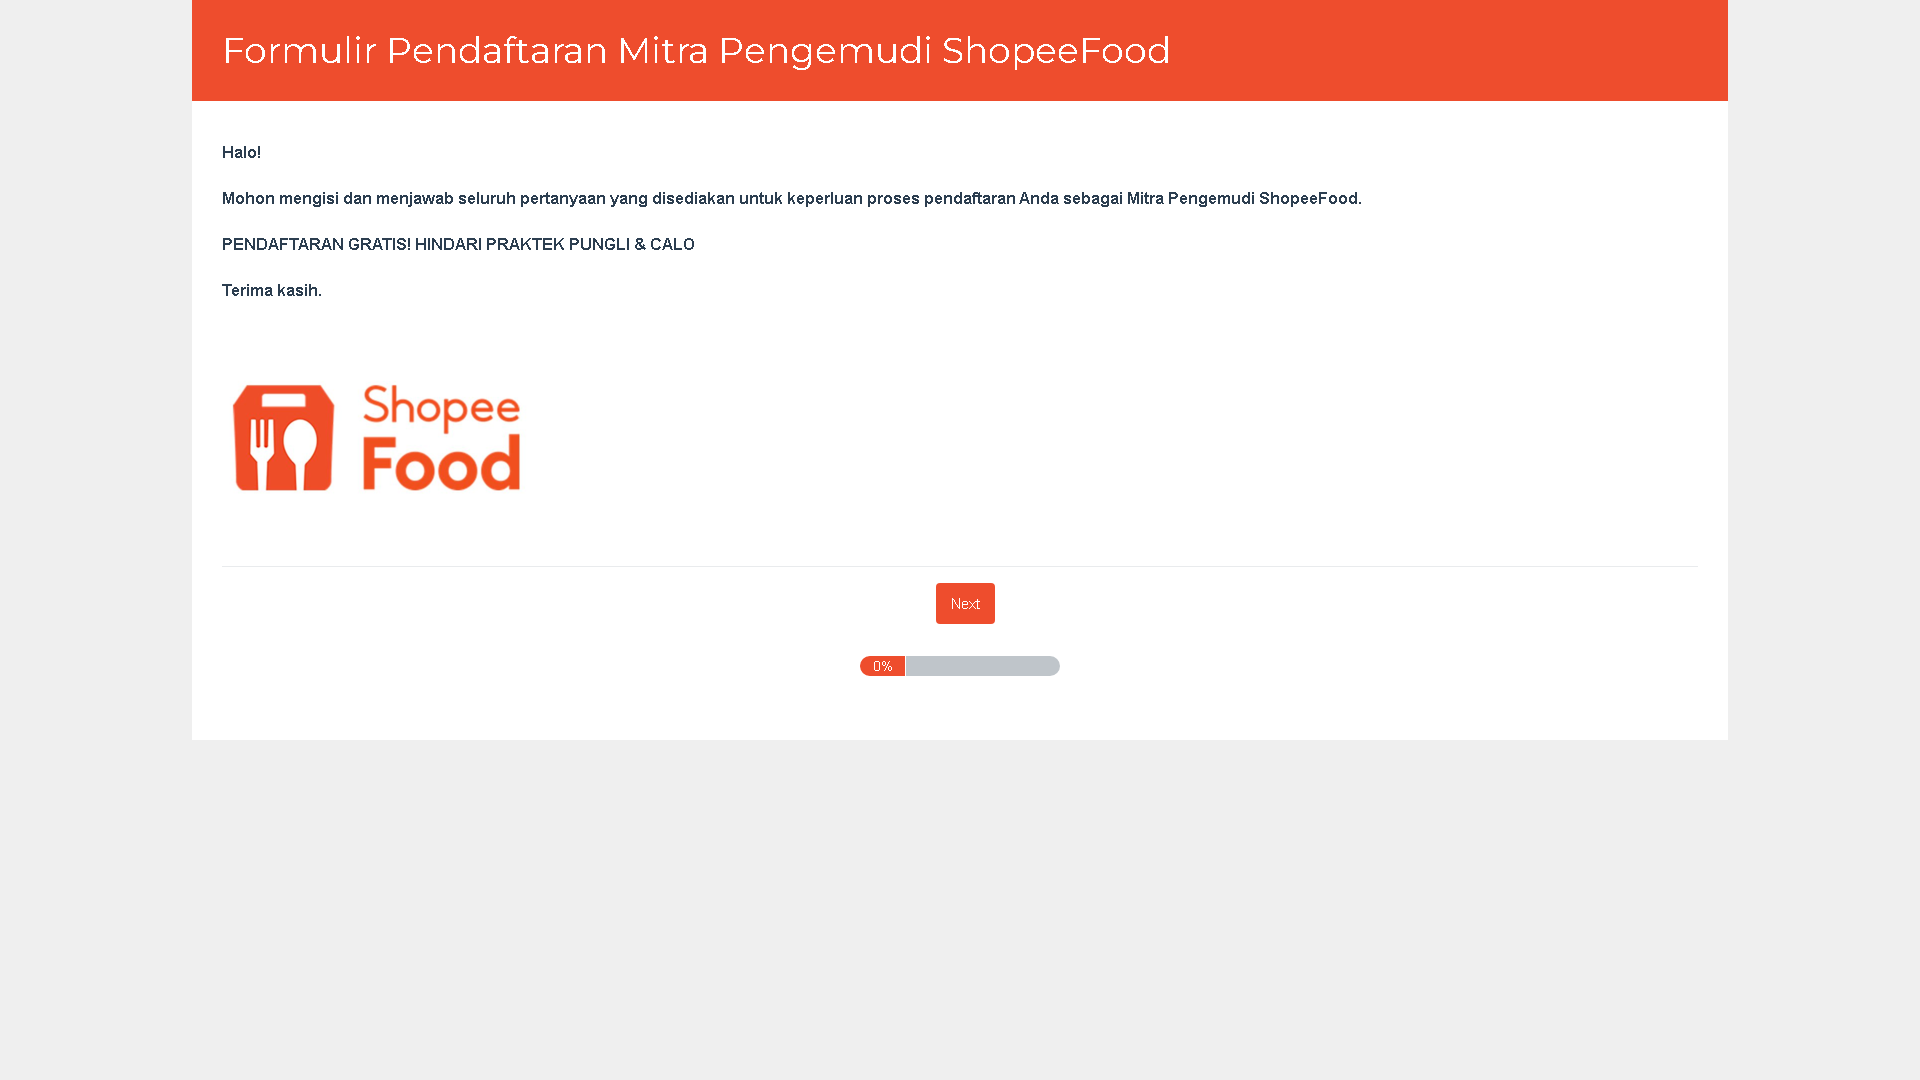 Formulir Pendaftaran Mitra Pengemudi ShopeeFood
Halo!
Mohon mengisi dan menjawab seluruh pertanyaan yang disediakan untuk keperluan proses pendaftaran Anda sebagai Mitra Pengemudi ShopeeFood.
PENDAFTARAN GRATIS! HINDARI PRAKTEK PUNGLI & CALO
Terima kasih.
Shopee
Food
Next
0%